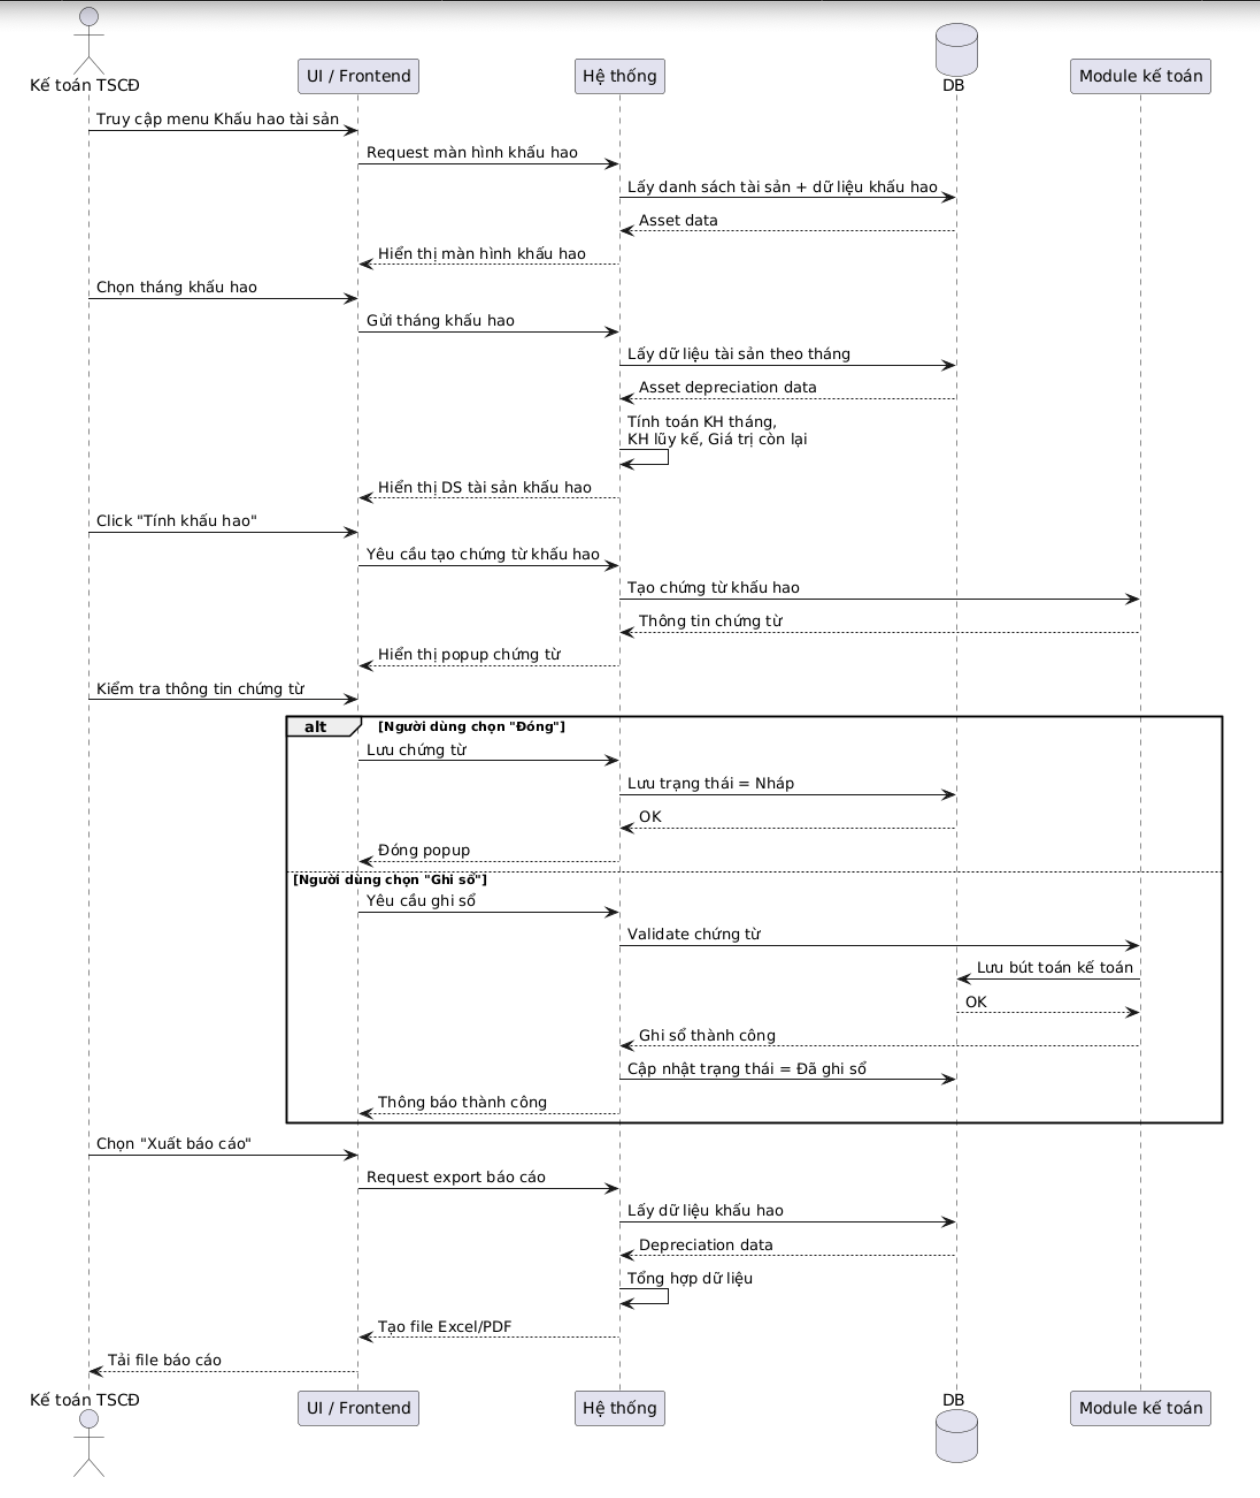 Kế toán TSCĐ
UI / Frontend
Hệ thống
DB
Module kế toán
Truy cập menu Khấu hao tài sản
Request màn hình khấu hao
Lấy danh sách tài sản + dữ liệu khấu hao
Asset data
Hiển thị màn hình khấu hao
Chọn tháng khấu hao
Gửi tháng khấu hao
Lấy dữ liệu tài sản theo tháng
Asset depreciation data
Tính toán KH tháng,
KH lũy kế, Giá trị còn lại
Hiển thị DS tài sản khấu hao
Click "Tính khấu hao"
Yêu cầu tạo chứng từ khấu hao
Tạo chứng từ khấu hao
Thông tin chứng từ
Hiển thị popup chứng từ
Kiểm tra thông tin chứng từ
alt [Người dùng chọn "Đóng"]
Lưu chứng từ
Lưu trạng thái = Nháp
OK
Đóng popup
[Người dùng chọn "Ghi sổ"]
Yêu cầu ghi sổ
Validate chứng từ
Lưu bút toán kế toán
OK
Ghi sổ thành công
Cập nhật trạng thái = Đã ghi sổ
Thông báo thành công
Chọn "Xuất báo cáo"
Request export báo cáo
Lấy dữ liệu khấu hao
Depreciation data
Tổng hợp dữ liệu
Tạo file Excel/PDF
Tải file báo cáo
Kế toán TSCĐ
UI / Frontend
Hệ thống
DB
Module kế toán